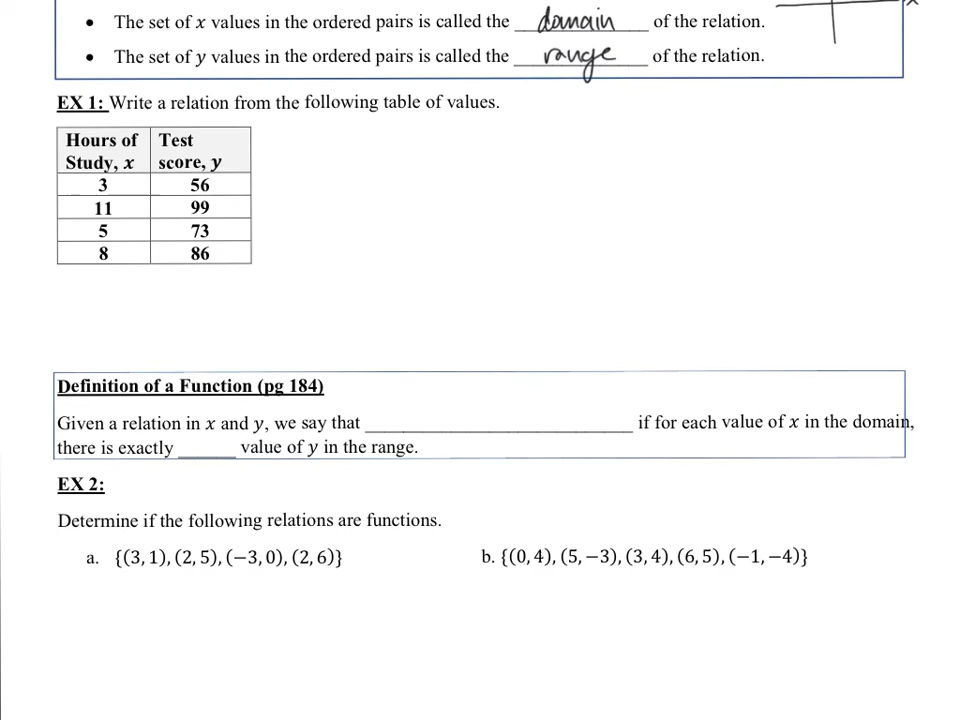 • The set of x values in the ordered pairs is called the domain of the relation.
• The set of y values in the ordered pairs is called the range of the relation.
EX 1: Write a relation from the following table of values.
Hours of Study, x | Test score, y
3 | 56
11 | 99
5 | 73
8 | 86
Definition of a Function (pg 184)
Given a relation in x and y, we say that ____________________ if for each value of x in the domain,
there is exactly ______ value of y in the range.
EX 2:
Determine if the following relations are functions.
a. {(3, 1), (2, 5), (−3, 0), (2, 6)} b. {(0, 4), (5, −3), (3, 4), (6, 5), (−1, −4)}